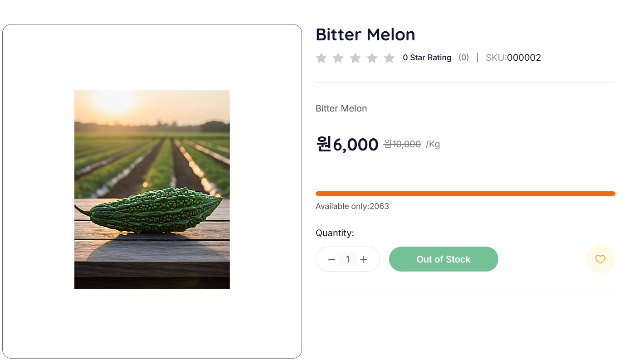 Bitter Melon
0 Star Rating (0) | SKU:000002
Bitter Melon
원6,000 원10,000 /Kg
Available only:2063
Quantity:
− 1 +
Out of Stock